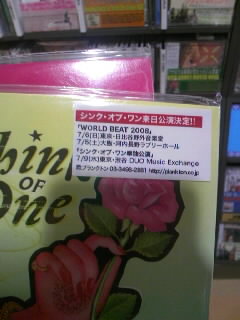 シンク・オブ・ワン来日公演決定!!
「WORLD BEAT 2008」
7/6(日)東京・日比谷野外音楽堂
7/5(土)大阪・河内長野ラブリーホール
「シンク・オブ・ワン単独公演」
7/9(水)東京・渋谷 DUO Music Exchange
問:プランクトン 03-3498-2881 http://plankton.co.jp
Think
OF
One